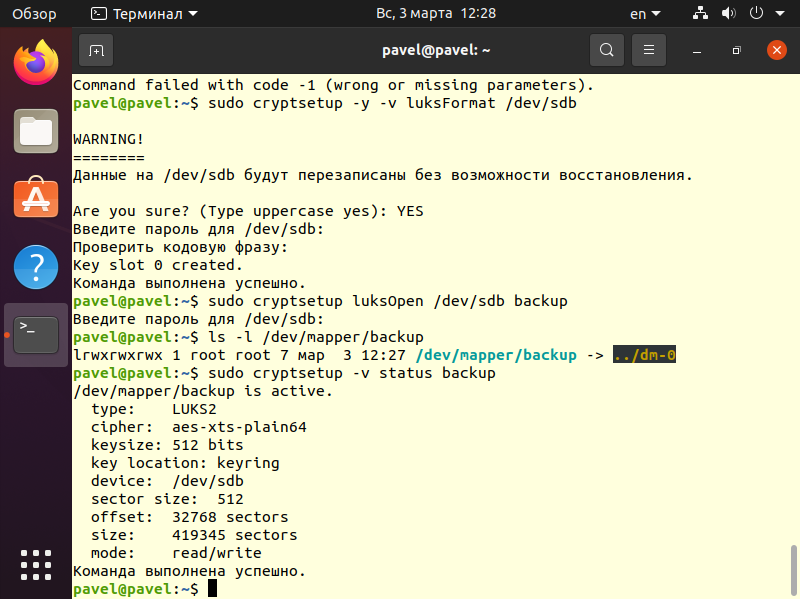 Обзор
Терминал
Вс, 3 марта 12:28
en
pavel@pavel: ~
Command failed with code -1 (wrong or missing parameters).
pavel@pavel:~$ sudo cryptsetup -y -v luksFormat /dev/sdb
WARNING!
========
Данные на /dev/sdb будут перезаписаны без возможности восстановления.
Are you sure? (Type uppercase yes): YES
Введите пароль для /dev/sdb:
Проверить кодовую фразу:
Key slot 0 created.
Команда выполнена успешно.
pavel@pavel:~$ sudo cryptsetup luksOpen /dev/sdb backup
Введите пароль для /dev/sdb:
pavel@pavel:~$ ls -l /dev/mapper/backup
lrwxrwxrwx 1 root root 7 мар  3 12:27 /dev/mapper/backup -> ../dm-0
pavel@pavel:~$ sudo cryptsetup -v status backup
/dev/mapper/backup is active.
  type:    LUKS2
  cipher:  aes-xts-plain64
  keysize: 512 bits
  key location: keyring
  device:  /dev/sdb
  sector size:  512
  offset:  32768 sectors
  size:    419345 sectors
  mode:    read/write
Команда выполнена успешно.
pavel@pavel:~$